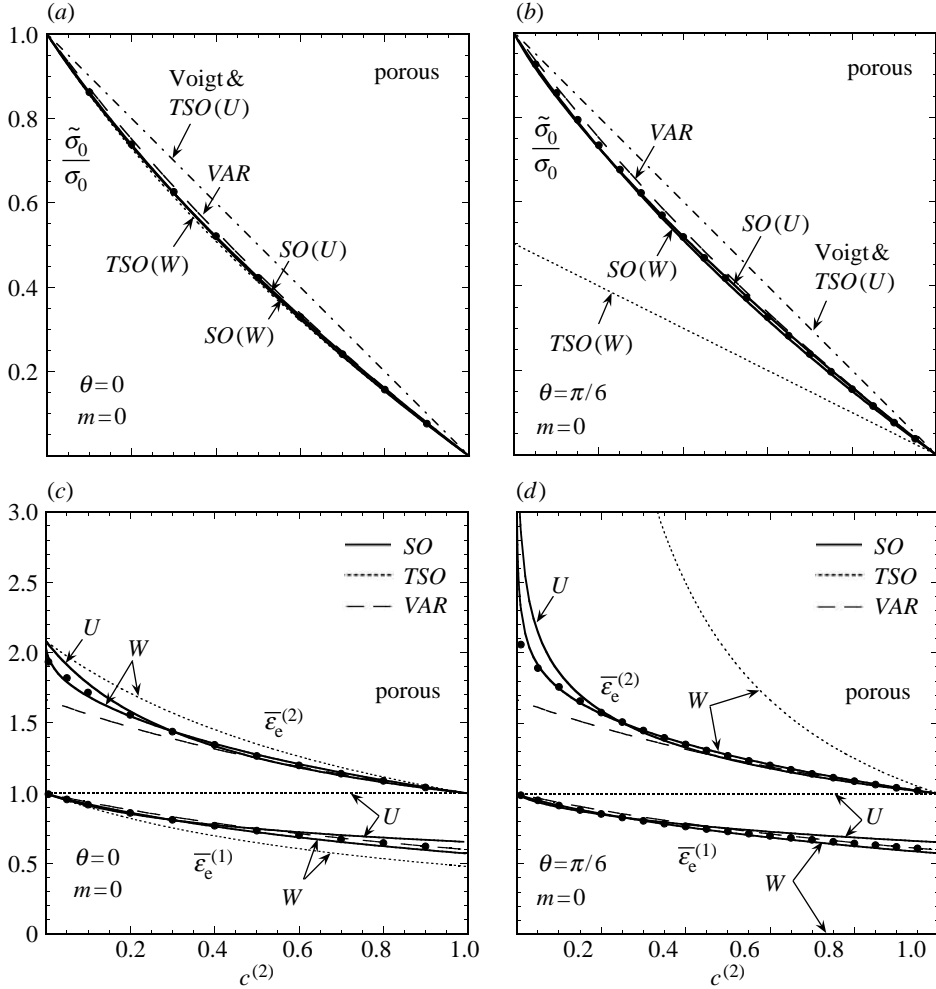 (a)
1.0
0.8
0.6
0.4
0.2
σ̃₀
σ₀
Voigt &
TSO(U)
porous
VAR
TSO(W)
SO(U)
SO(W)
θ=0
m=0
(b)
σ̃₀
σ₀
porous
VAR
SO(U)
SO(W)
Voigt &
TSO(U)
TSO(W)
θ=π/6
m=0
(c)
3.0
2.5
2.0
1.5
1.0
0.5
0
SO
TSO
VAR
U
W
porous
ε̅ₑ⁽²⁾
U
ε̅ₑ⁽¹⁾
W
θ=0
m=0
0.2 0.4 0.6 0.8 1.0
c⁽²⁾
(d)
SO
TSO
VAR
U
ε̅ₑ⁽²⁾
W
porous
U
ε̅ₑ⁽¹⁾
W
θ=π/6
m=0
0.2 0.4 0.6 0.8 1.0
c⁽²⁾